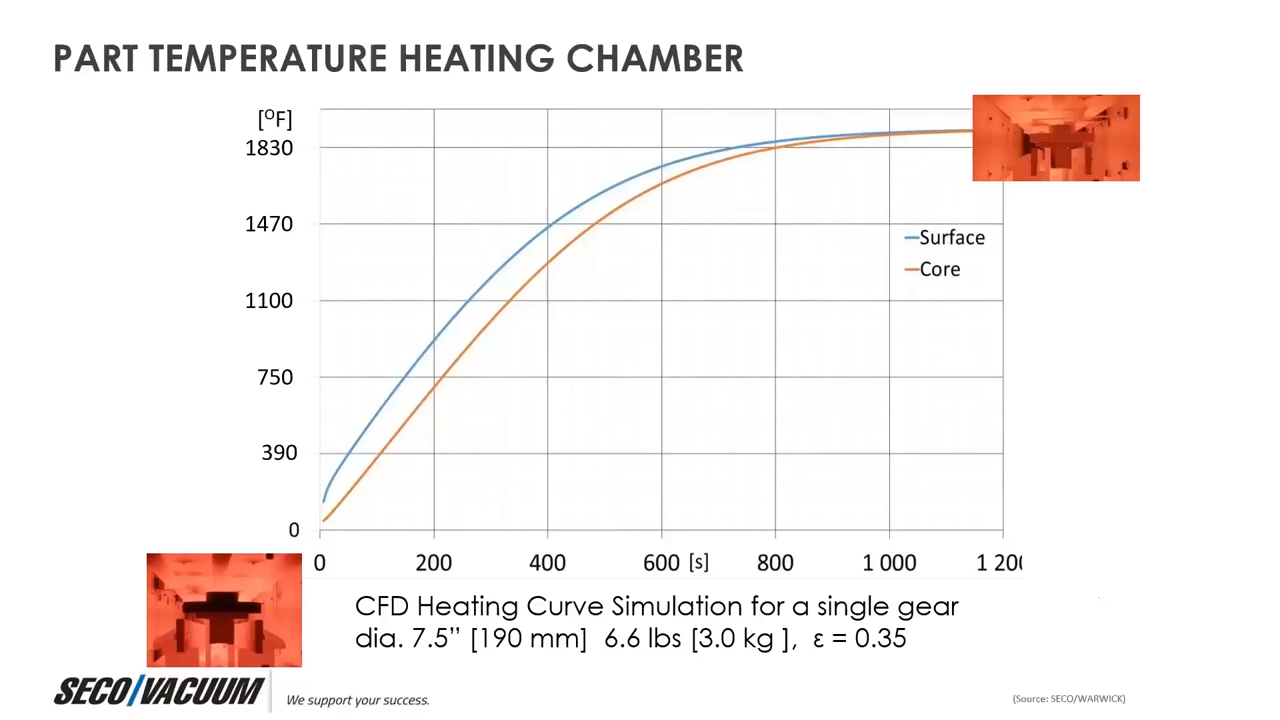 PART TEMPERATURE HEATING CHAMBER
[°F]
1830
1470
1100
750
390
0
Surface
Core
0 200 400 600 [s] 800 1 000 1 200
CFD Heating Curve Simulation for a single gear
dia. 7.5” [190 mm] 6.6 lbs [3.0 kg ], ε = 0.35
SECO/VACUUM
We support your success.
(Source: SECO/WARWICK)